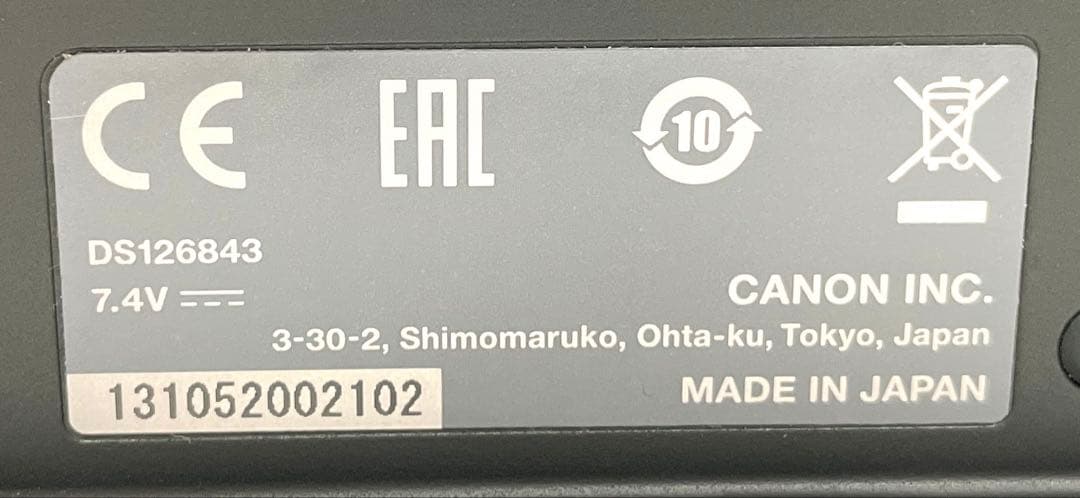 CE EAC 10
DS126843
7.4V
CANON INC.
3-30-2, Shimomaruko, Ohta-ku, Tokyo, Japan
131052002102
MADE IN JAPAN